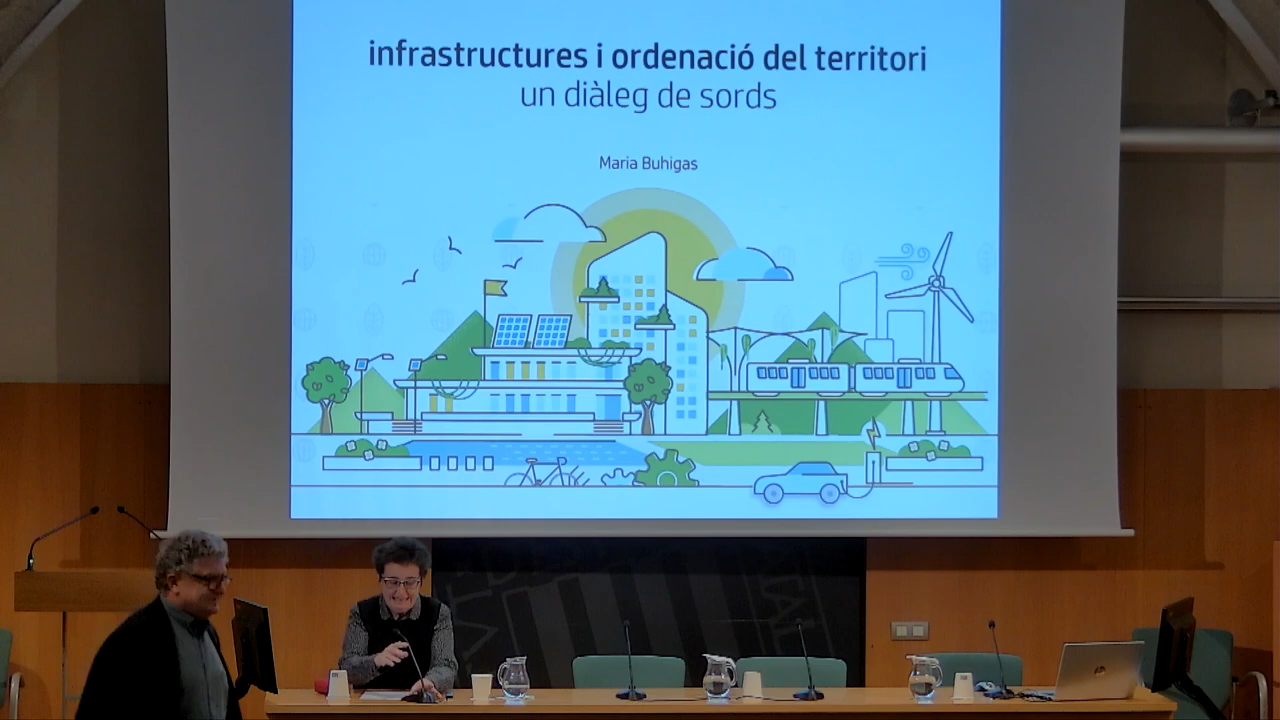 infrastructures i ordenació del territori
un diàleg de sords
Maria Buhigas